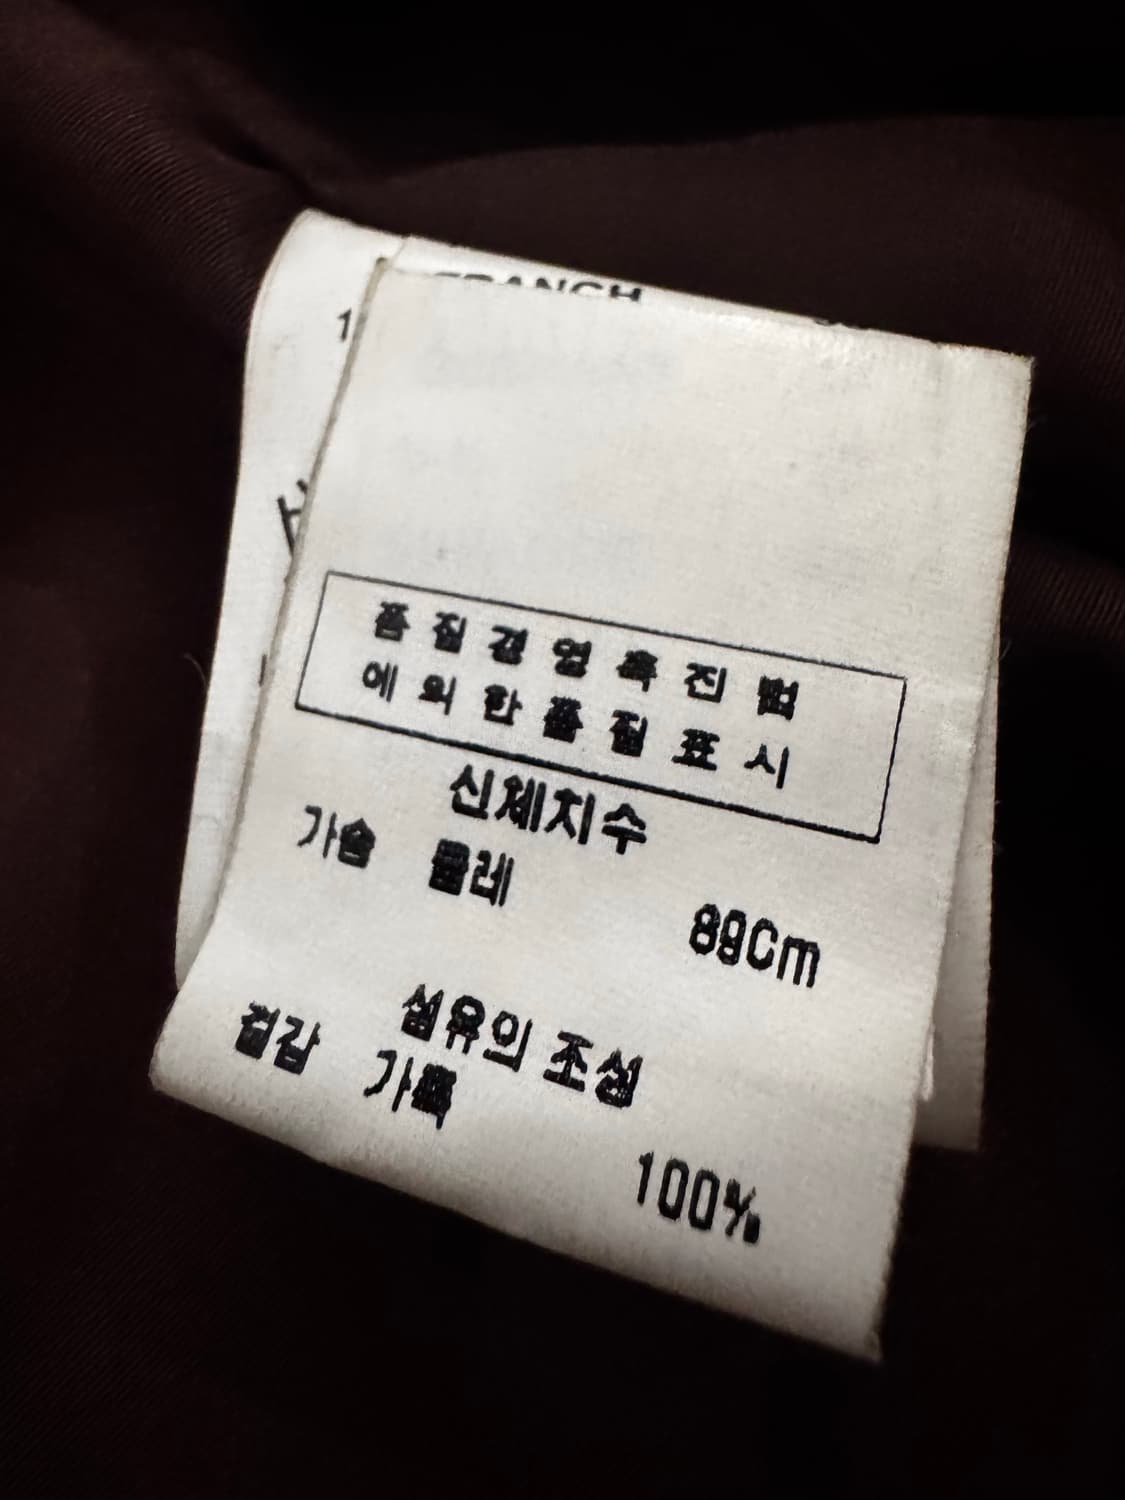 품질경영촉진법
에의한품질표시
신체치수
가슴 둘레 89Cm
섬유의 조성
겉감 가죽 100%